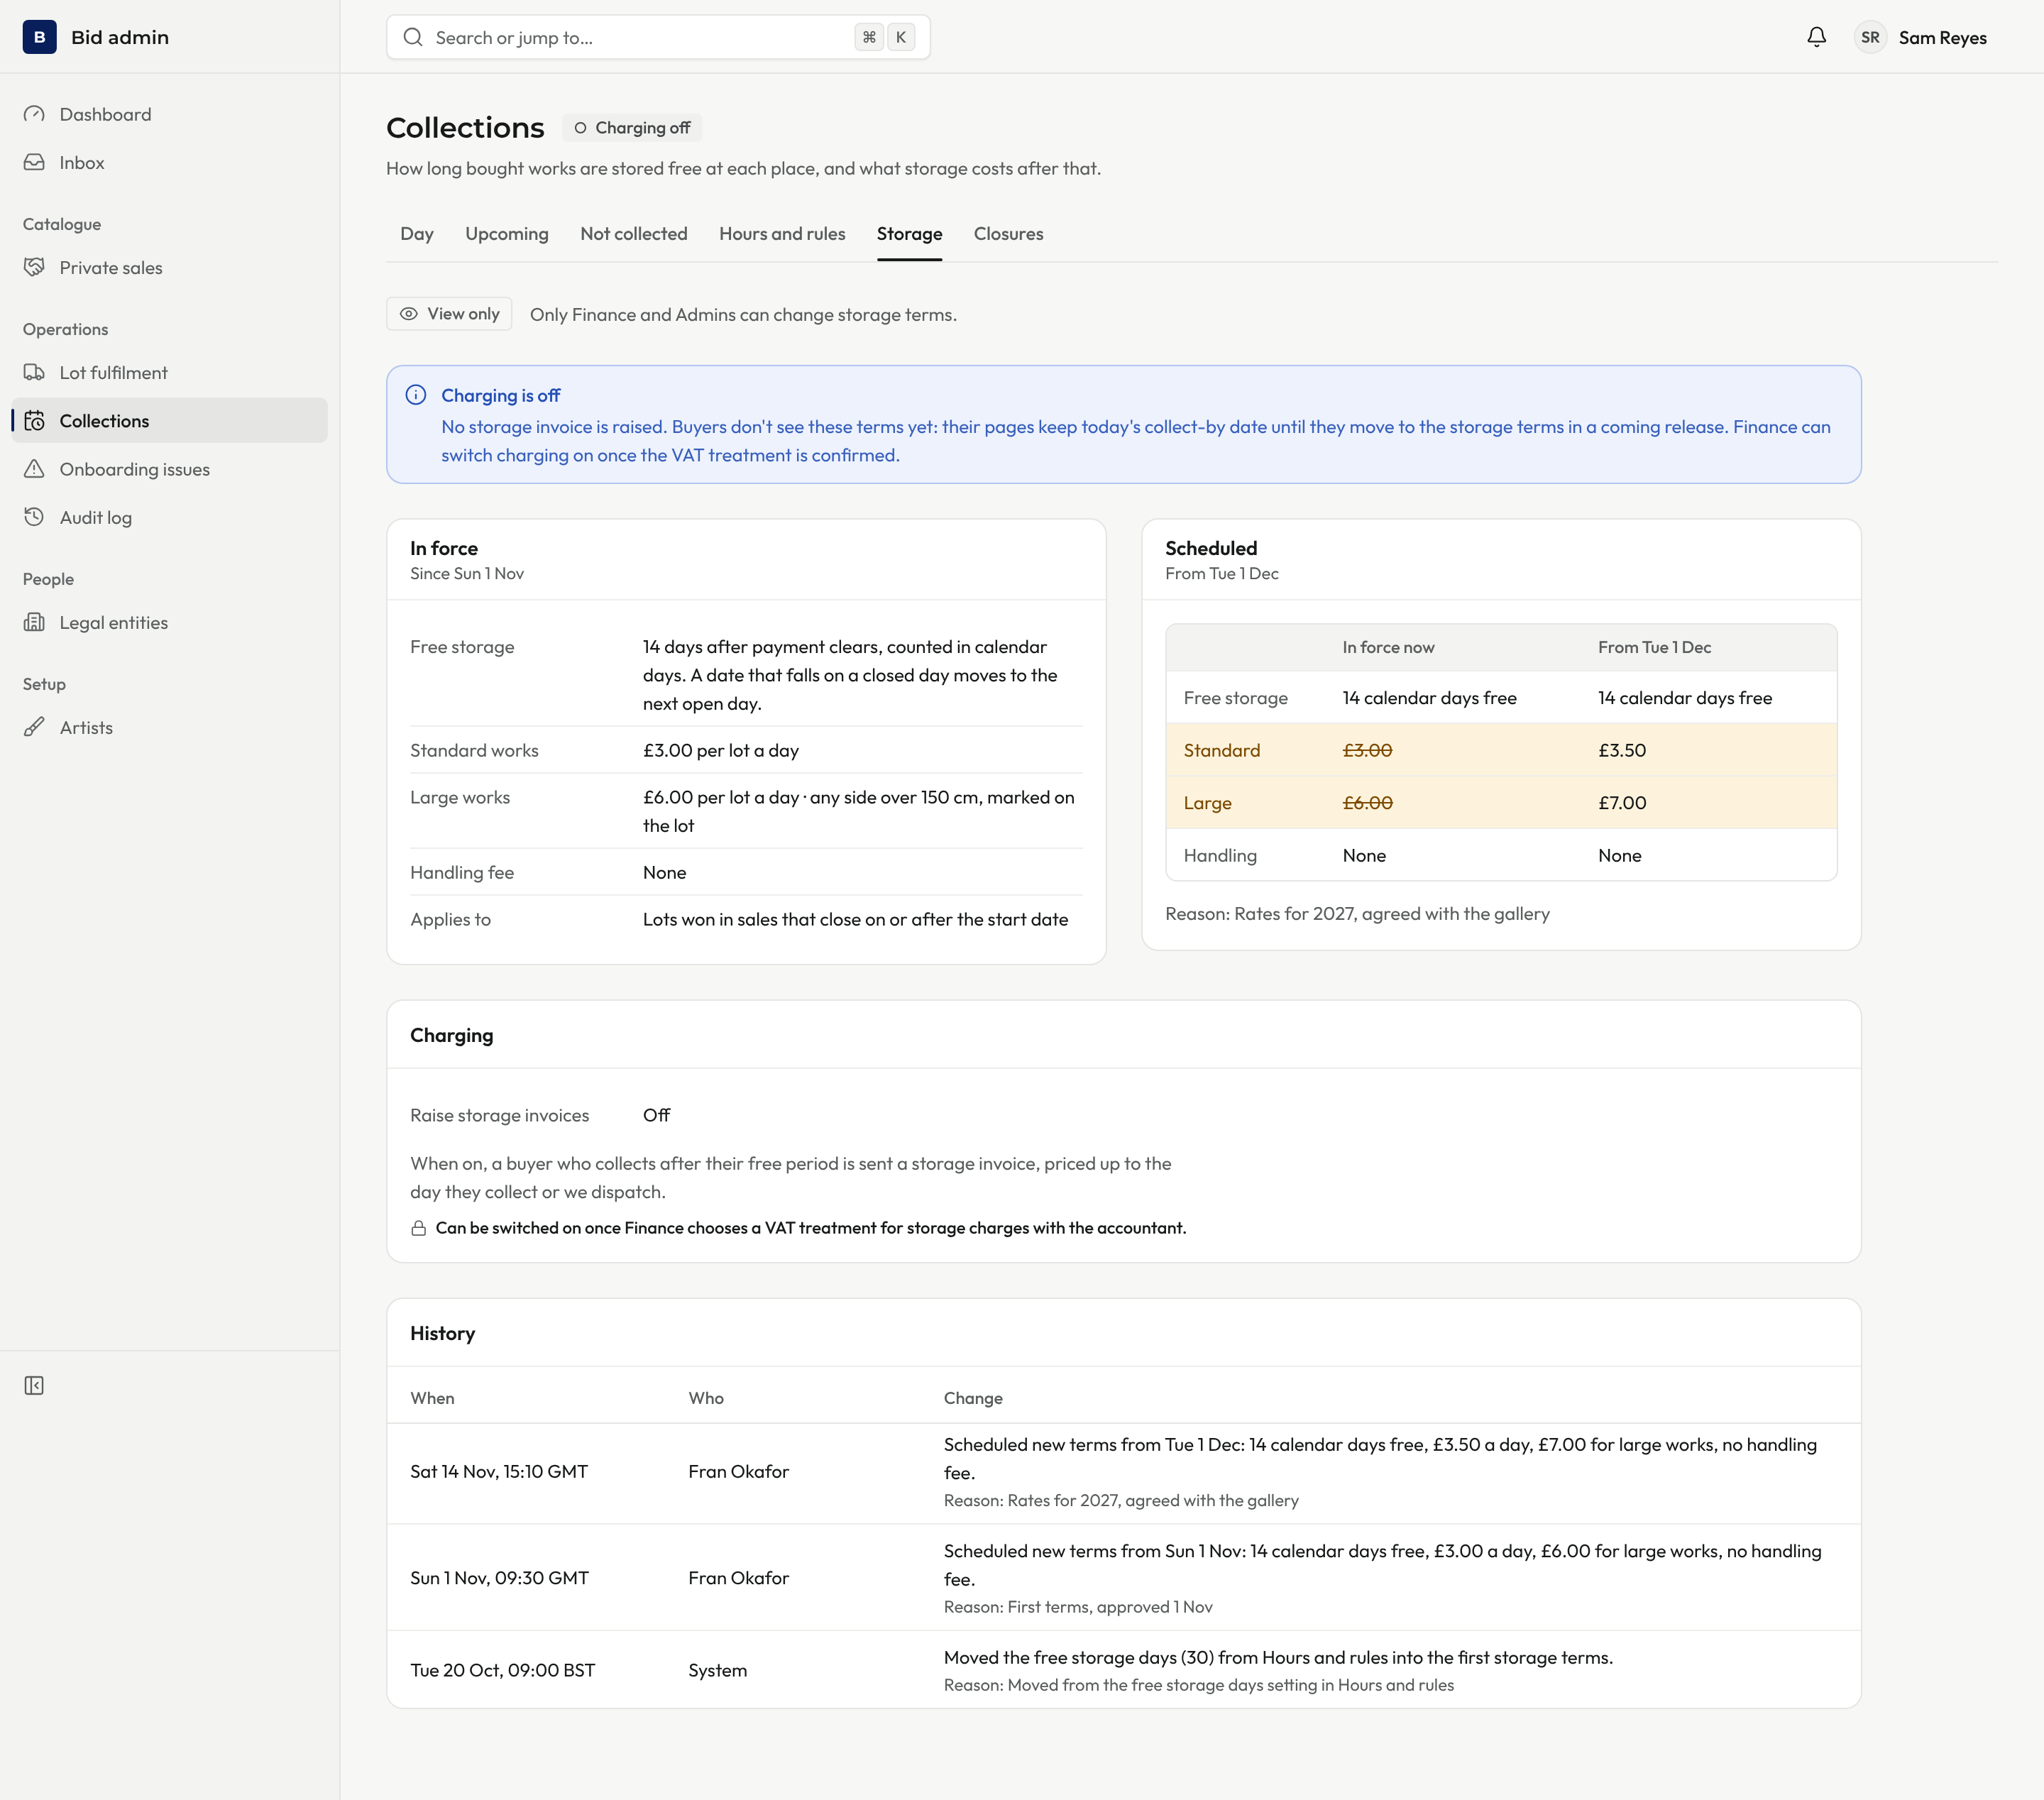 B
Bid admin
Search or jump to...
⌘ K
SR
Sam Reyes
Dashboard
Inbox
Catalogue
Private sales
Operations
Lot fulfilment
Collections
Onboarding issues
Audit log
People
Legal entities
Setup
Artists
Collections
Charging off
How long bought works are stored free at each place, and what storage costs after that.
Day Upcoming Not collected Hours and rules Storage Closures
View only
Only Finance and Admins can change storage terms.
Charging is off
No storage invoice is raised. Buyers don't see these terms yet: their pages keep today's collect-by date until they move to the storage terms in a coming release. Finance can
switch charging on once the VAT treatment is confirmed.
In force
Since Sun 1 Nov
Free storage
14 days after payment clears, counted in calendar
days. A date that falls on a closed day moves to the
next open day.
Standard works
£3.00 per lot a day
Large works
£6.00 per lot a day · any side over 150 cm, marked on
the lot
Handling fee
None
Applies to
Lots won in sales that close on or after the start date
Scheduled
From Tue 1 Dec
In force now From Tue 1 Dec
Free storage 14 calendar days free 14 calendar days free
Standard £3.00 £3.50
Large £6.00 £7.00
Handling None None
Reason: Rates for 2027, agreed with the gallery
Charging
Raise storage invoices Off
When on, a buyer who collects after their free period is sent a storage invoice, priced up to the
day they collect or we dispatch.
Can be switched on once Finance chooses a VAT treatment for storage charges with the accountant.
History
When Who Change
Sat 14 Nov, 15:10 GMT
Fran Okafor
Scheduled new terms from Tue 1 Dec: 14 calendar days free, £3.50 a day, £7.00 for large works, no handling
fee.
Reason: Rates for 2027, agreed with the gallery
Sun 1 Nov, 09:30 GMT
Fran Okafor
Scheduled new terms from Sun 1 Nov: 14 calendar days free, £3.00 a day, £6.00 for large works, no handling
fee.
Reason: First terms, approved 1 Nov
Tue 20 Oct, 09:00 BST
System
Moved the free storage days (30) from Hours and rules into the first storage terms.
Reason: Moved from the free storage days setting in Hours and rules